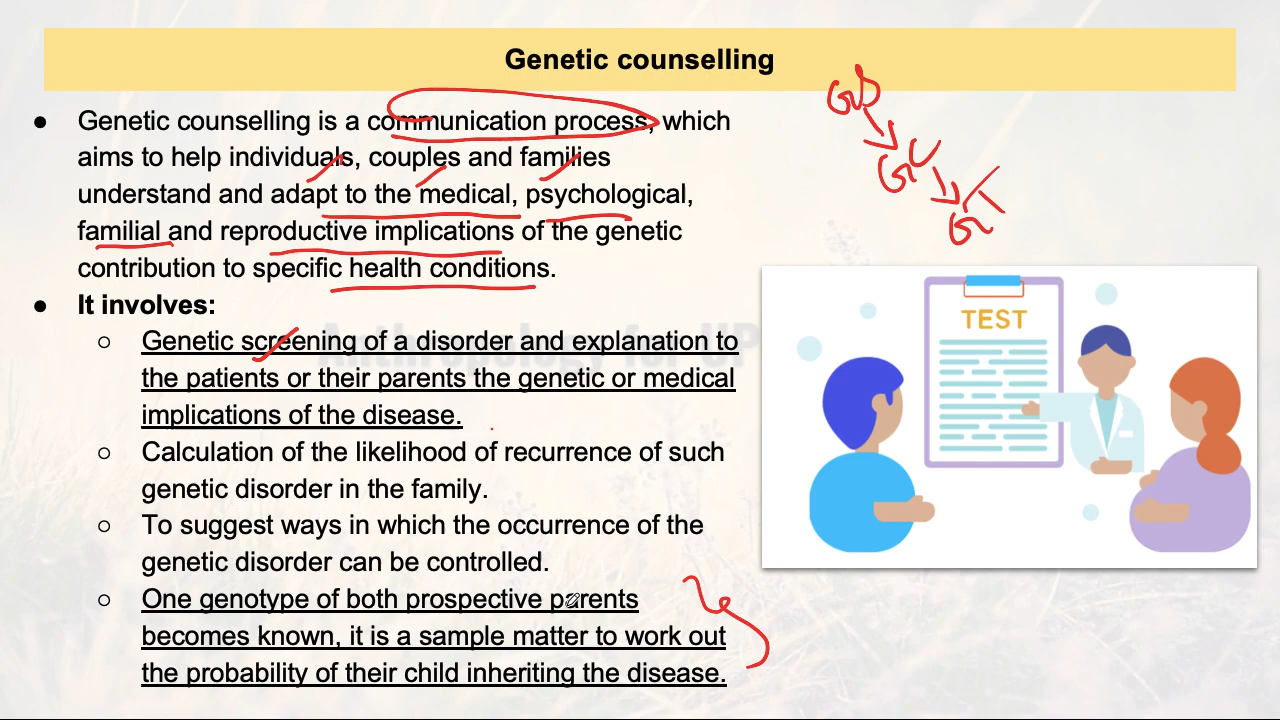 Genetic counselling
● Genetic counselling is a communication process, which
aims to help individuals, couples and families
understand and adapt to the medical, psychological,
familial and reproductive implications of the genetic
contribution to specific health conditions.
● It involves:
○ Genetic screening of a disorder and explanation to
the patients or their parents the genetic or medical
implications of the disease.
○ Calculation of the likelihood of recurrence of such
genetic disorder in the family.
○ To suggest ways in which the occurrence of the
genetic disorder can be controlled.
○ One genotype of both prospective parents
becomes known, it is a sample matter to work out
the probability of their child inheriting the disease.
GS
GC
GT
TEST
Anthropology for UP